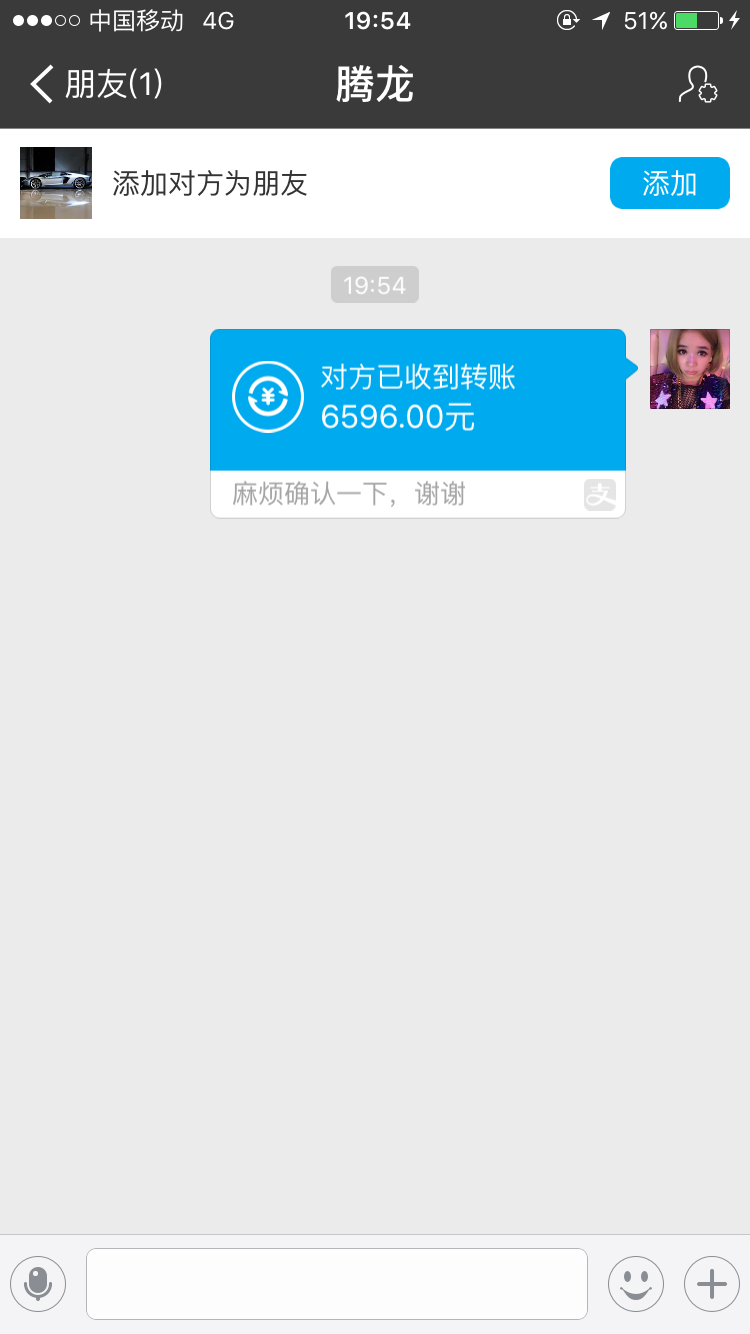 中国移动 4G 19:54 51%
朋友(1) 腾龙
添加对方为朋友 添加
19:54
对方已收到转账
6596.00元
麻烦确认一下，谢谢 支